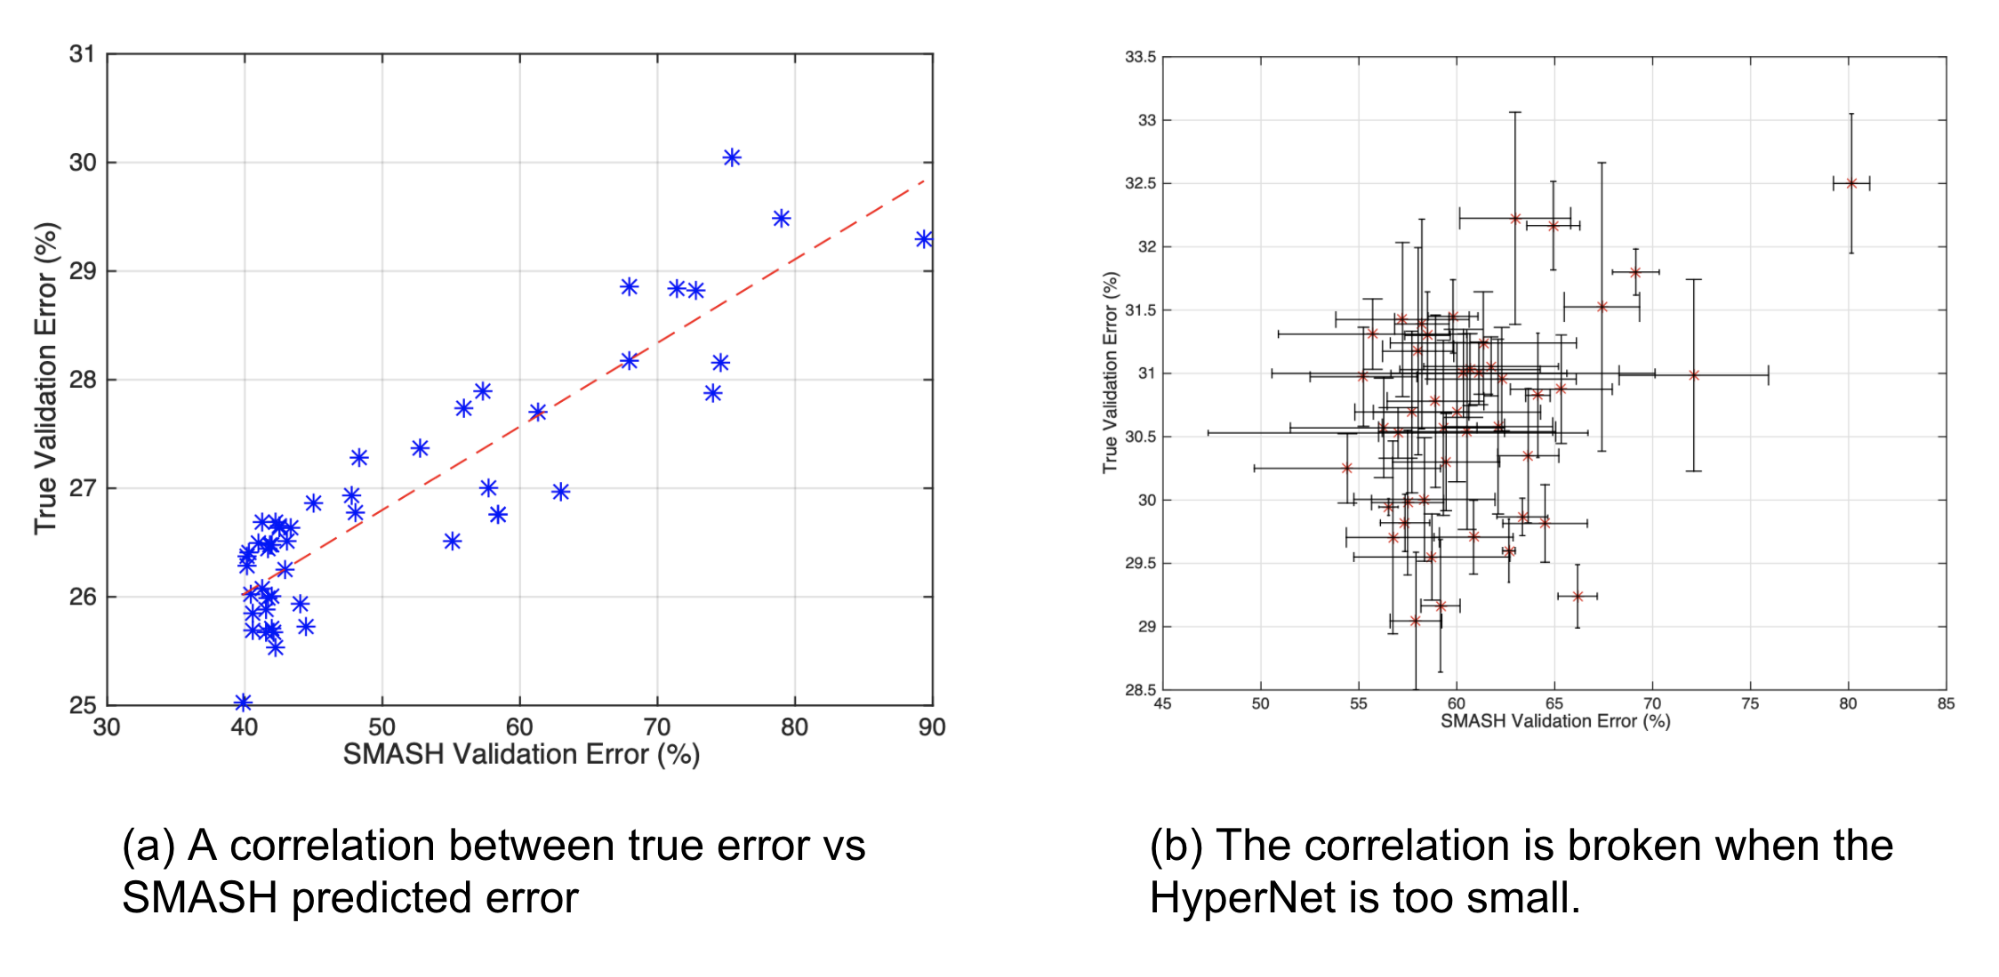 31
30
29
28
27
26
25
30 40 50 60 70 80 90
True Validation Error (%)
SMASH Validation Error (%)
(a) A correlation between true error vs
SMASH predicted error
33.5
33
32.5
32
31.5
31
30.5
30
29.5
29
28.5
45 50 55 60 65 70 75 80 85
True Validation Error (%)
SMASH Validation Error (%)
(b) The correlation is broken when the
HyperNet is too small.